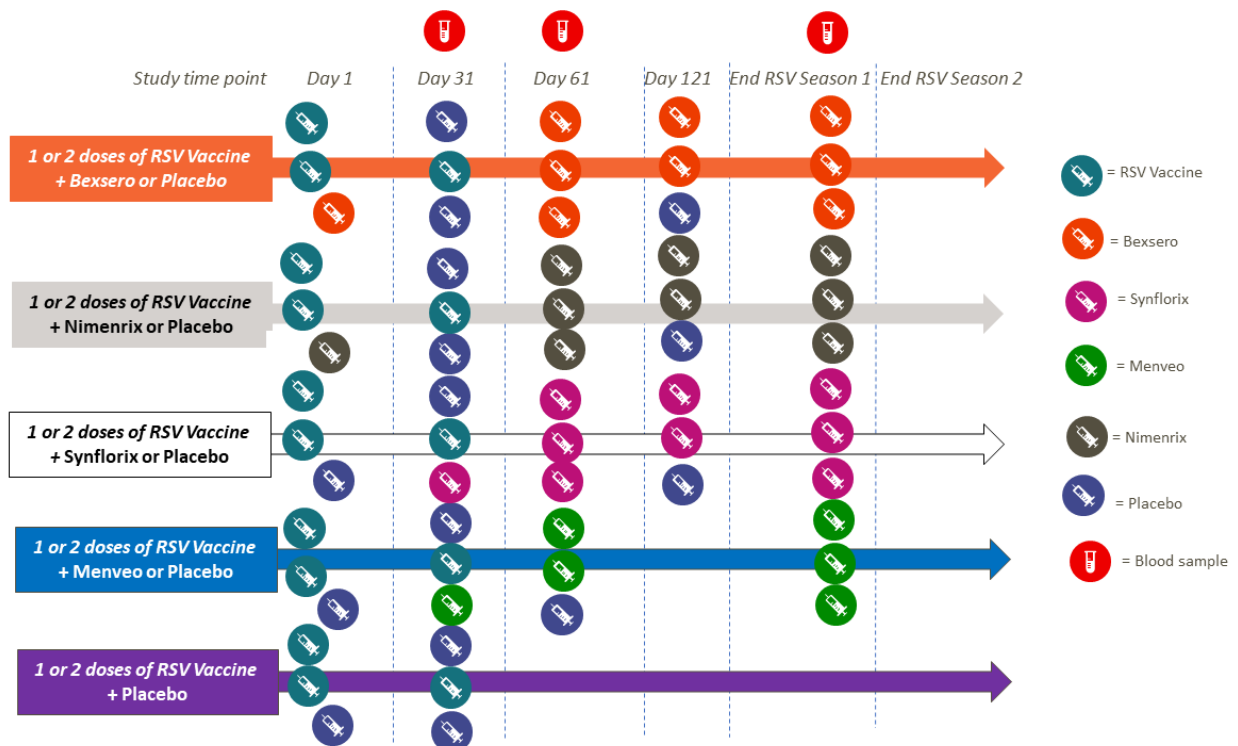 Study time point Day 1 Day 31 Day 61 Day 121 End RSV Season 1 End RSV Season 2
1 or 2 doses of RSV Vaccine
+ Bexsero or Placebo
1 or 2 doses of RSV Vaccine
+ Nimenrix or Placebo
1 or 2 doses of RSV Vaccine
+ Synflorix or Placebo
1 or 2 doses of RSV Vaccine
+ Menveo or Placebo
1 or 2 doses of RSV Vaccine
+ Placebo
= RSV Vaccine
= Bexsero
= Synflorix
= Menveo
= Nimenrix
= Placebo
= Blood sample